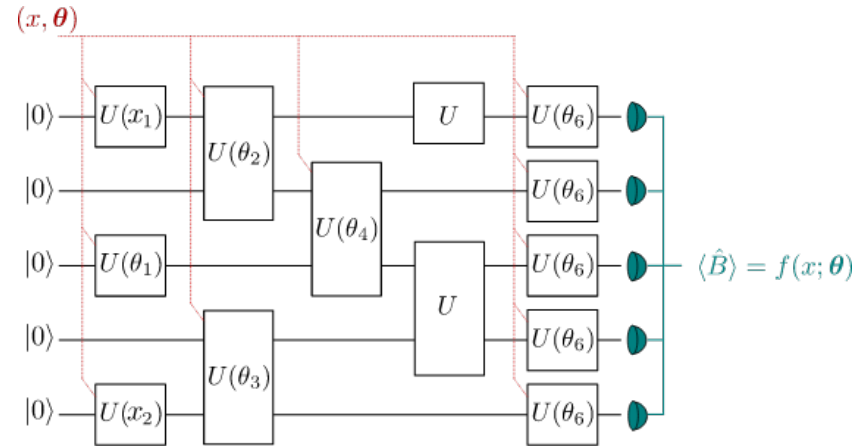 (x, θ)
|0⟩ U(x₁) U(θ₂) U U(θ₆)
|0⟩ U(θ₄) U(θ₆)
|0⟩ U(θ₁) U U(θ₆) ⟨B̂⟩ = f(x; θ)
|0⟩ U(θ₃) U(θ₆)
|0⟩ U(x₂) U(θ₆)